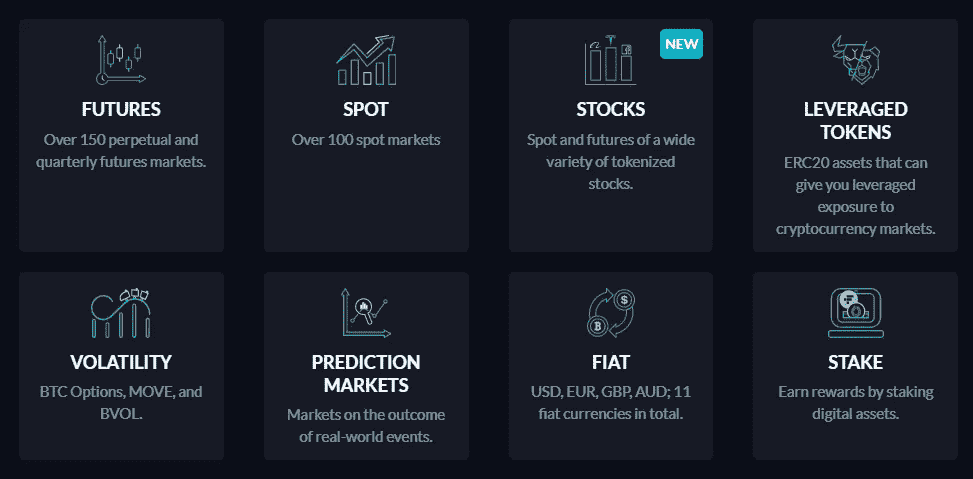 FUTURES
Over 150 perpetual and
quarterly futures markets.
SPOT
Over 100 spot markets
NEW
STOCKS
Spot and futures of a wide
variety of tokenized
stocks.
LEVERAGED
TOKENS
ERC20 assets that can
give you leveraged
exposure to
cryptocurrency markets.
VOLATILITY
BTC Options, MOVE, and
BVOL.
PREDICTION
MARKETS
Markets on the outcome
of real-world events.
FIAT
USD, EUR, GBP, AUD; 11
fiat currencies in total.
STAKE
Earn rewards by staking
digital assets.